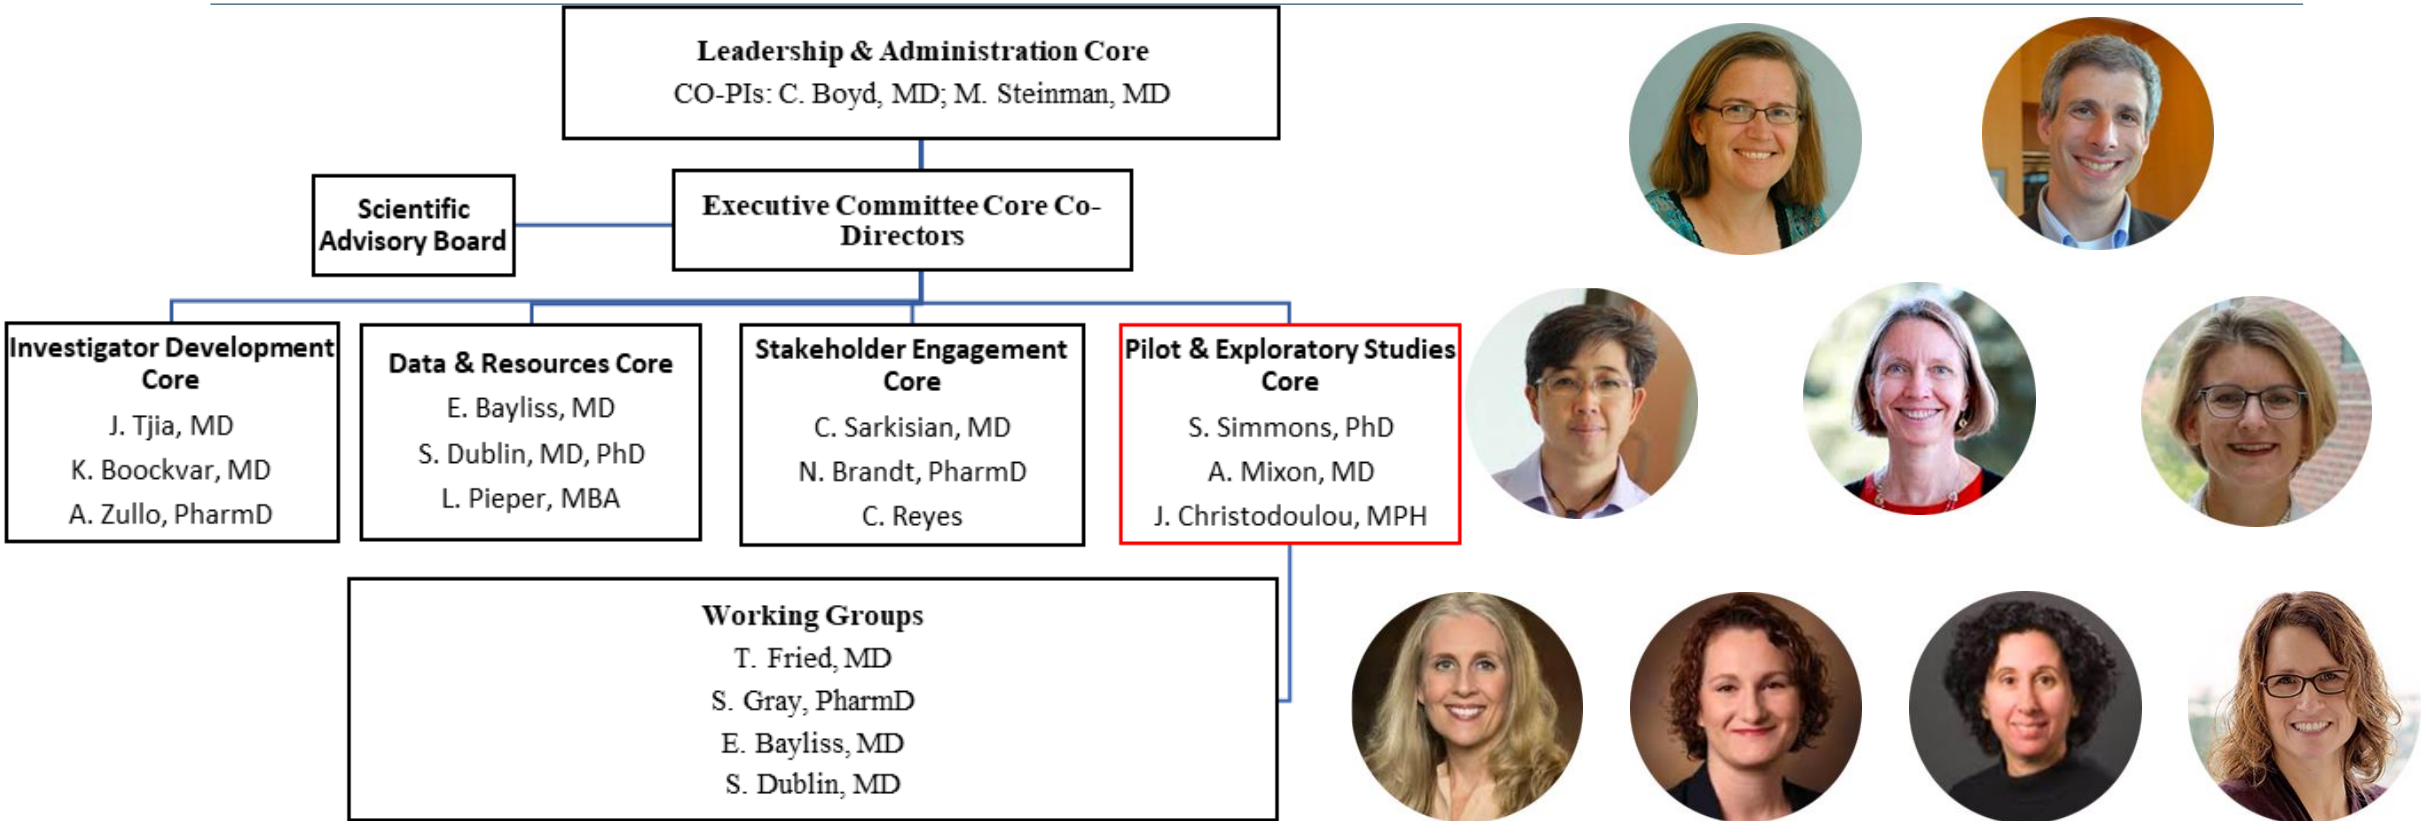 Leadership & Administration Core
CO-PIs: C. Boyd, MD; M. Steinman, MD
Scientific
Advisory Board
Executive Committee Core Co-
Directors
Investigator Development
Core
J. Tjia, MD
K. Boockvar, MD
A. Zullo, PharmD
Data & Resources Core
E. Bayliss, MD
S. Dublin, MD, PhD
L. Pieper, MBA
Stakeholder Engagement
Core
C. Sarkisian, MD
N. Brandt, PharmD
C. Reyes
Pilot & Exploratory Studies
Core
S. Simmons, PhD
A. Mixon, MD
J. Christodoulou, MPH
Working Groups
T. Fried, MD
S. Gray, PharmD
E. Bayliss, MD
S. Dublin, MD